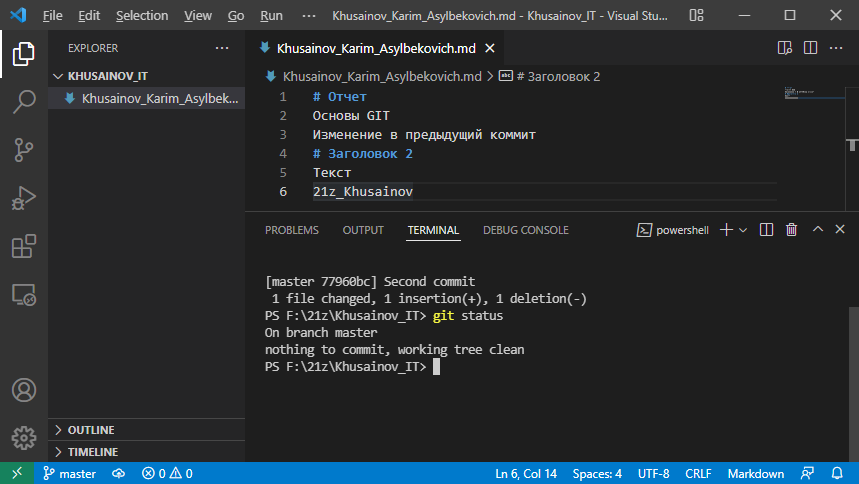 File Edit Selection View Go Run ··· Khusainov_Karim_Asylbekovich.md - Khusainov_IT - Visual Stu...
EXPLORER ···
KHUSAINOV_IT
Khusainov_Karim_Asylbek...
OUTLINE
TIMELINE
Khusainov_Karim_Asylbekovich.md
Khusainov_Karim_Asylbekovich.md > # Заголовок 2
1 # Отчет
2 Основы GIT
3 Изменение в предыдущий коммит
4 # Заголовок 2
5 Текст
6 21z_Khusainov
PROBLEMS OUTPUT TERMINAL DEBUG CONSOLE powershell
[master 77960bc] Second commit
1 file changed, 1 insertion(+), 1 deletion(-)
PS F:\21z\Khusainov_IT> git status
On branch master
nothing to commit, working tree clean
PS F:\21z\Khusainov_IT>
master 0 0 Ln 6, Col 14 Spaces: 4 UTF-8 CRLF Markdown